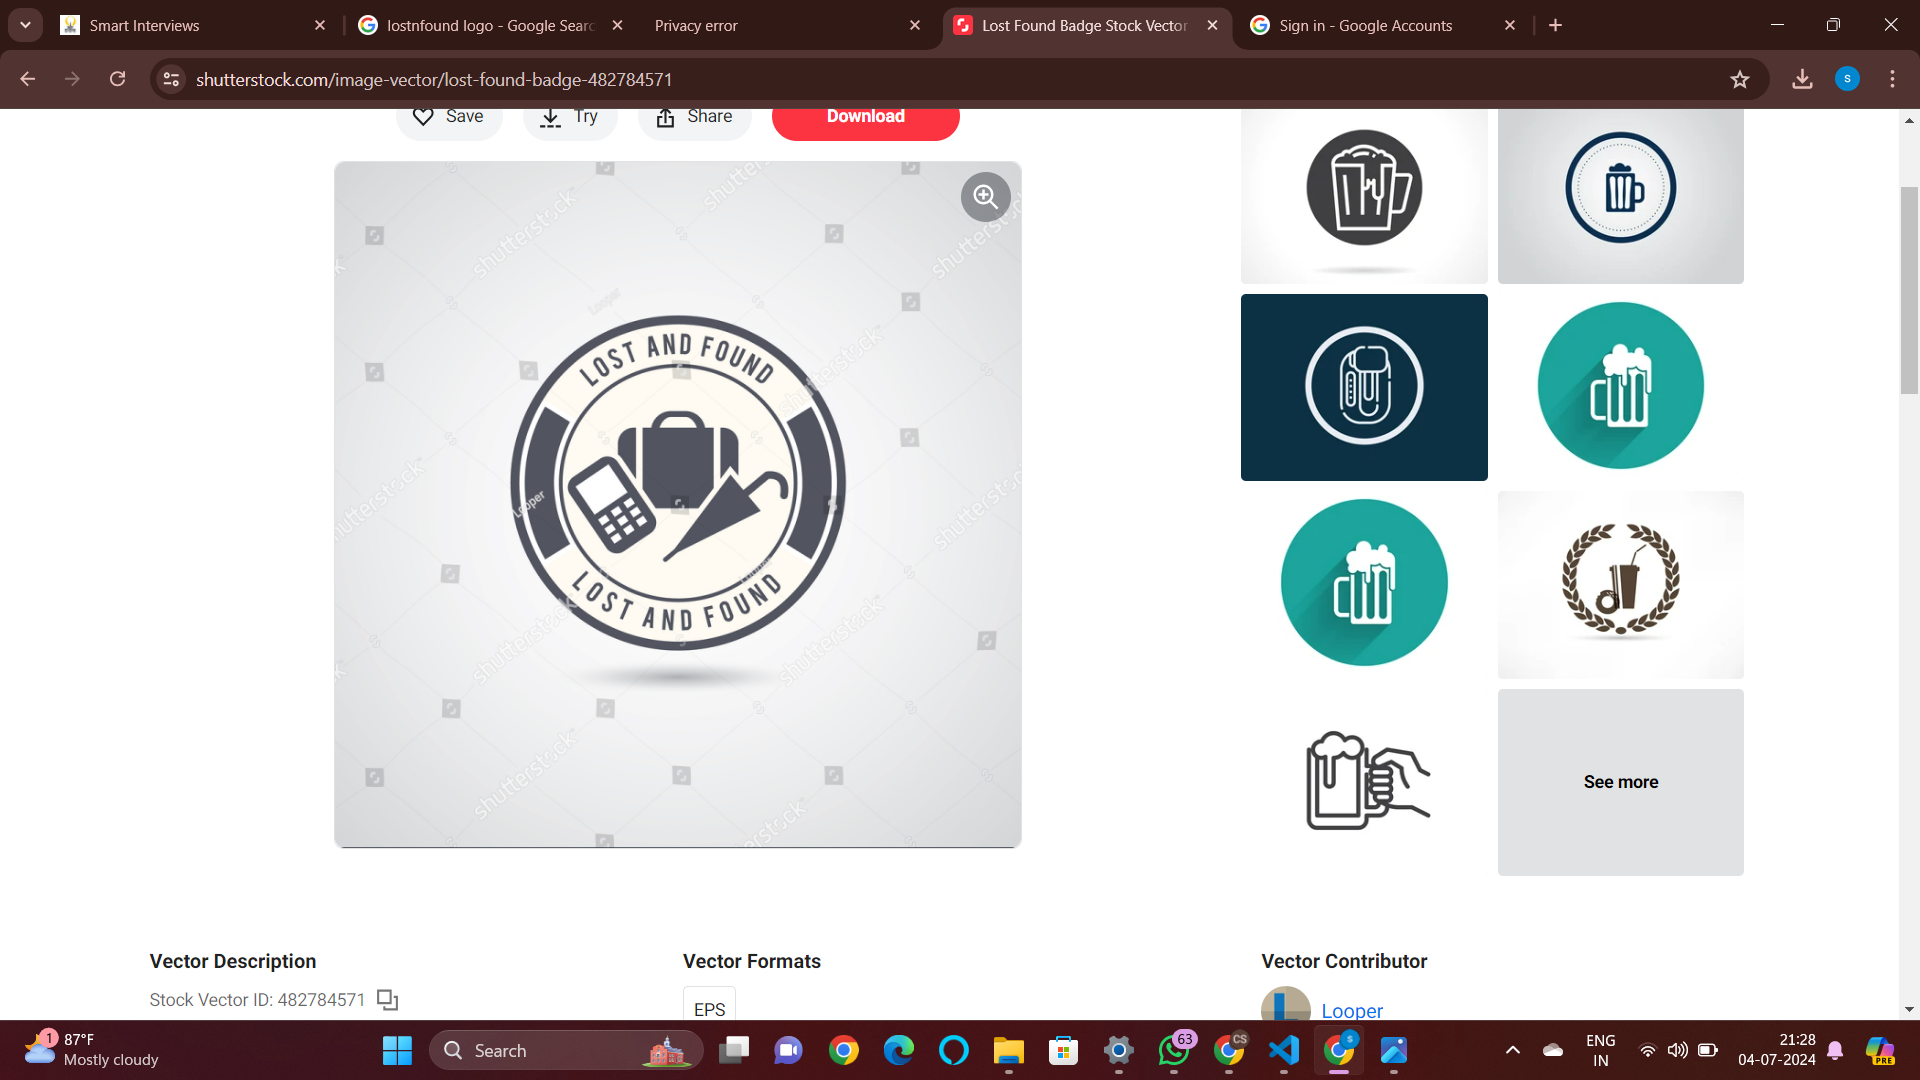 Smart Interviews
lostnfound logo - Google Searc
Privacy error
Lost Found Badge Stock Vector
Sign in - Google Accounts
shutterstock.com/image-vector/lost-found-badge-482784571
S
Save
Try
Share
Download
shutterstock
LOST AND FOUND
Looper
LOST AND FOUND
See more
Vector Description
Vector Formats
Vector Contributor
Stock Vector ID: 482784571
EPS
Looper
1
87°F
Mostly cloudy
Search
63
CS
S
PRE
ENG
IN
21:28
04-07-2024